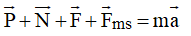 P⃗ + N⃗ + F⃗ + F⃗ms = ma⃗